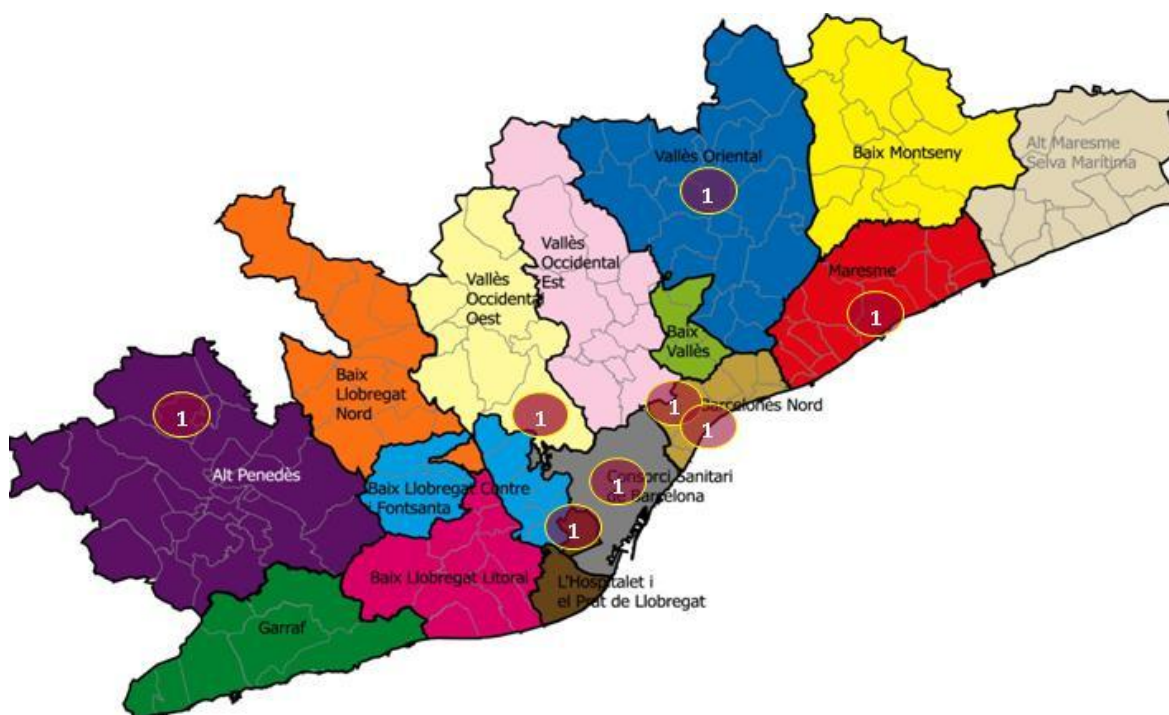 Vallès Oriental
1
Baix Montseny
Alt Maresme
Selva Marítima
Vallès
Occidental
Est
Vallès
Occidental
Oest
Maresme
1
Baix
Vallès
Baix
Llobregat
Nord
1
1
1
Barcelonès Nord
1
Alt Penedès
Baix Llobregat Centre
i Fontsanta
Consorci Sanitari
de Barcelona
1
1
Baix Llobregat Litoral
L'Hospitalet i
el Prat de Llobregat
Garraf